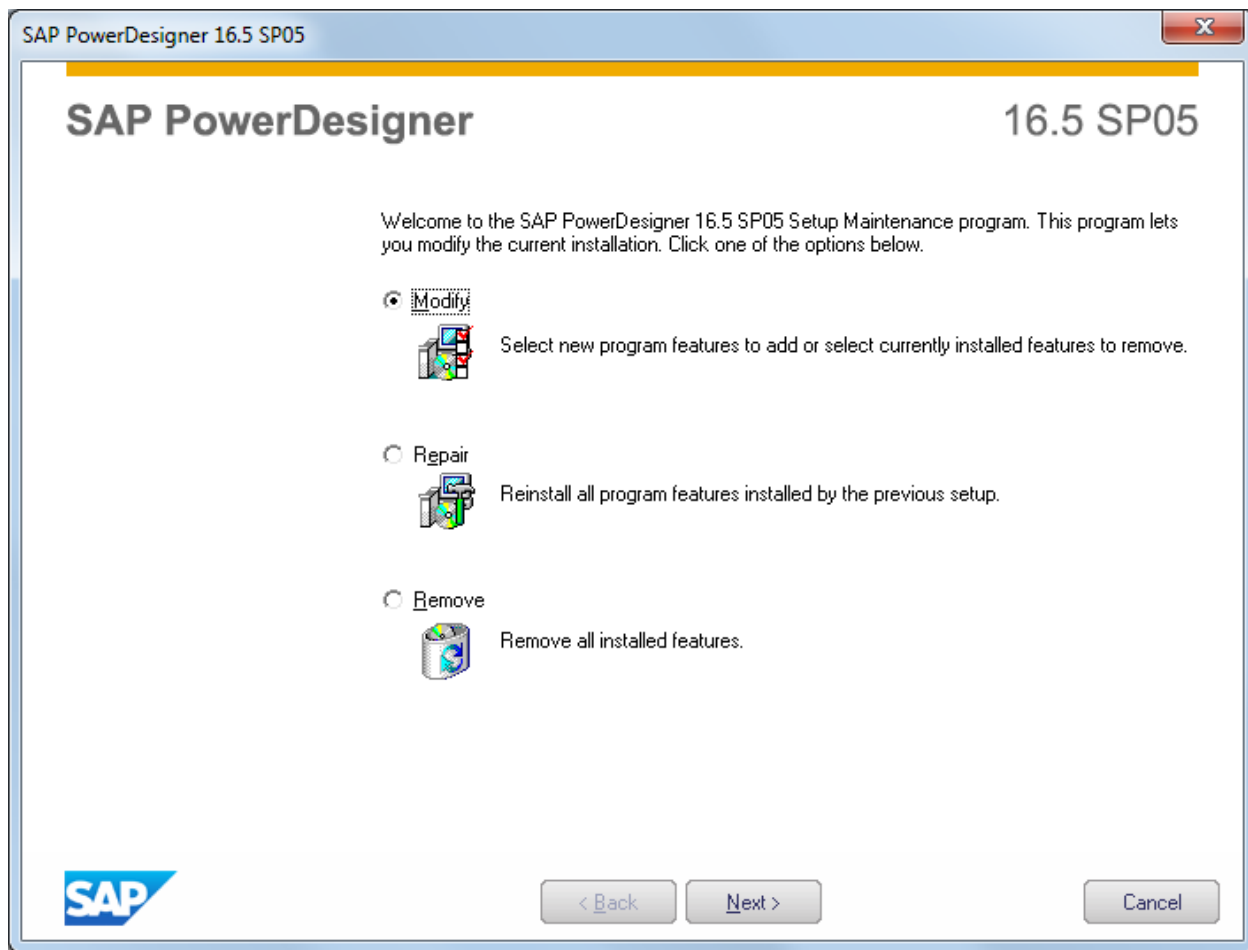 SAP PowerDesigner 16.5 SP05
SAP PowerDesigner 16.5 SP05
Welcome to the SAP PowerDesigner 16.5 SP05 Setup Maintenance program. This program lets
you modify the current installation. Click one of the options below.
Modify
Select new program features to add or select currently installed features to remove.
Repair
Reinstall all program features installed by the previous setup.
Remove
Remove all installed features.
SAP
< Back Next > Cancel